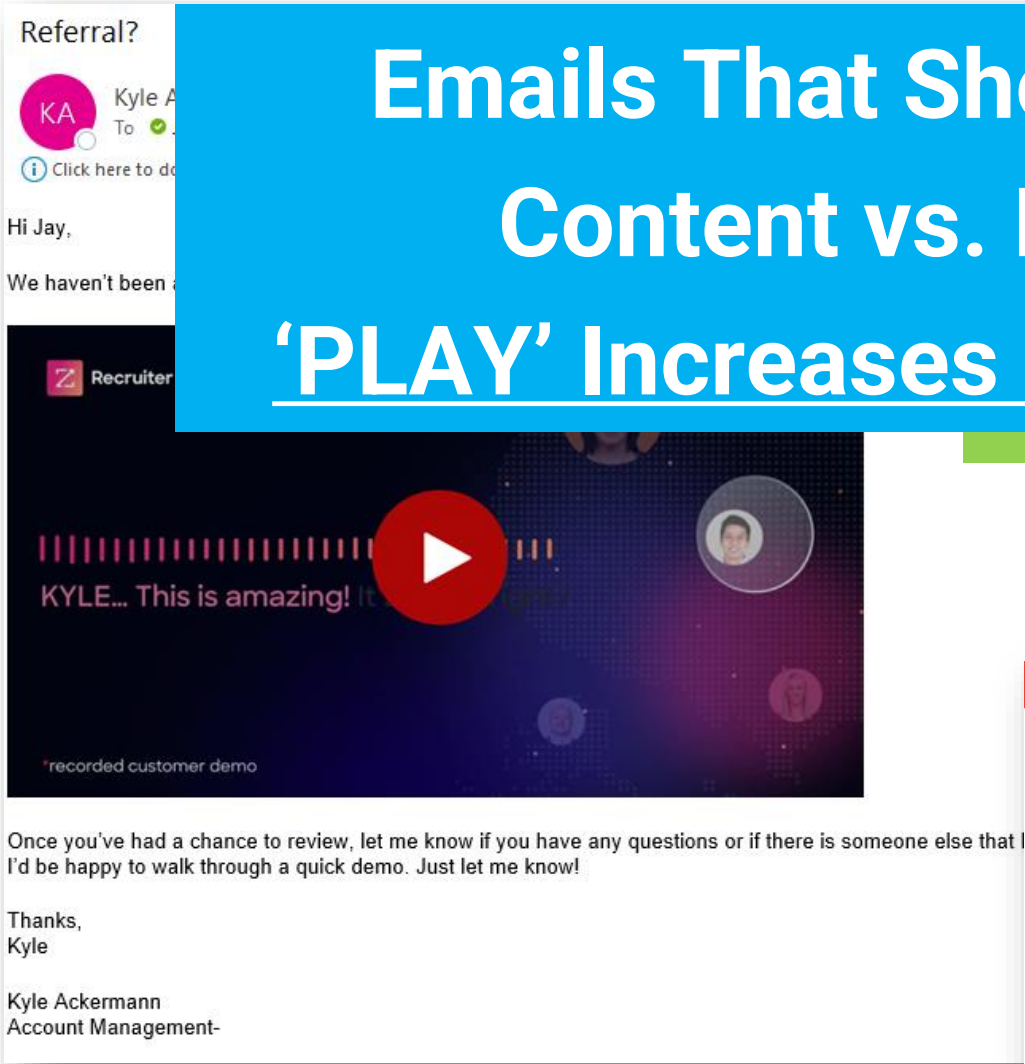 Referral?
Emails That Sh
Content vs.
‘PLAY’ Increases
KA
Kyle A
To
Click here to do
Hi Jay,
We haven't been a
Z Recruiter
KYLE... This is amazing! It
*recorded customer demo
Once you've had a chance to review, let me know if you have any questions or if there is someone else that
I'd be happy to walk through a quick demo. Just let me know!
Thanks,
Kyle
Kyle Ackermann
Account Management-